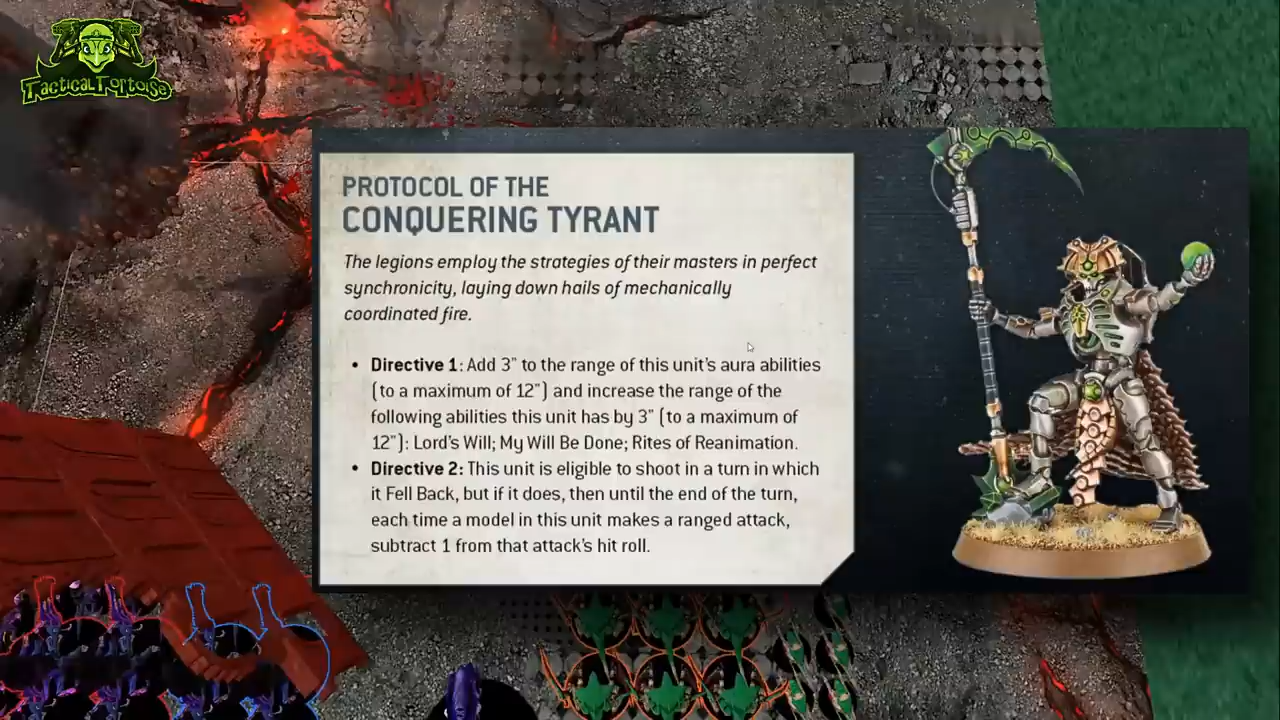 TacticalTortoise
PROTOCOL OF THE
CONQUERING TYRANT
The legions employ the strategies of their masters in perfect
synchronicity, laying down hails of mechanically
coordinated fire.
• Directive 1: Add 3" to the range of this unit's aura abilities
(to a maximum of 12") and increase the range of the
following abilities this unit has by 3" (to a maximum of
12"): Lord's Will; My Will Be Done; Rites of Reanimation.
• Directive 2: This unit is eligible to shoot in a turn in which
it Fell Back, but if it does, then until the end of the turn,
each time a model in this unit makes a ranged attack,
subtract 1 from that attack's hit roll.